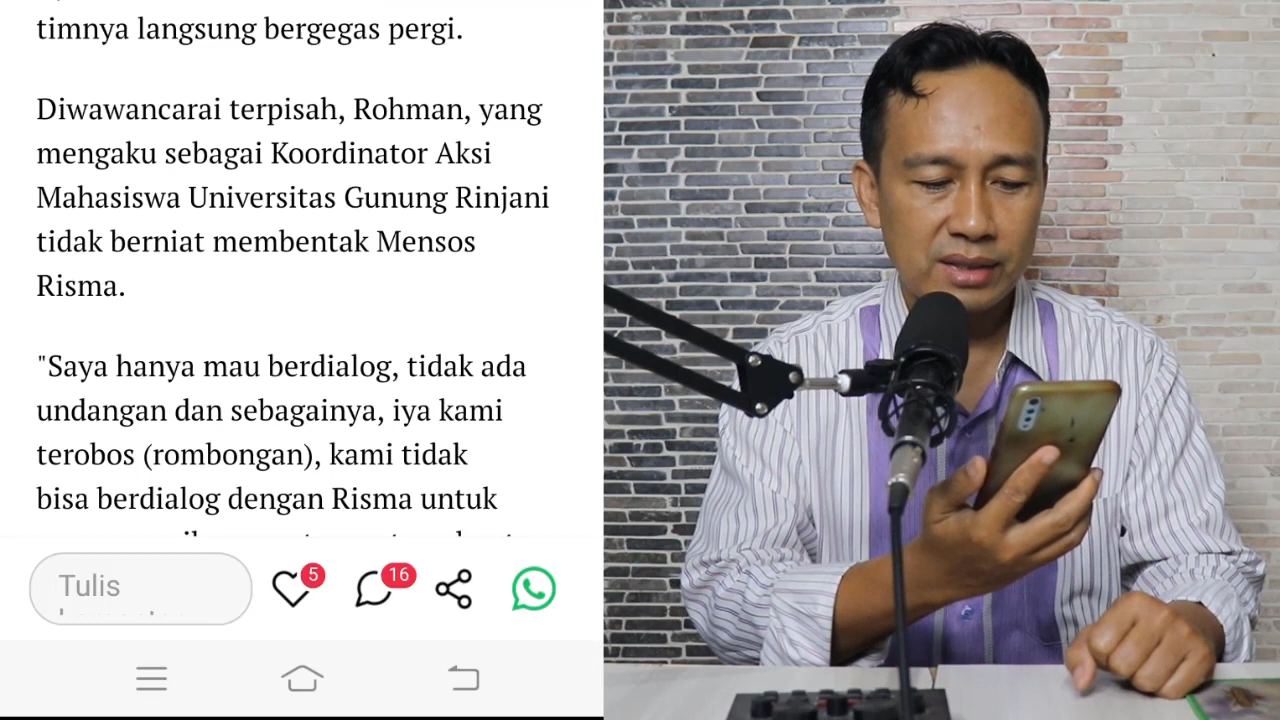 timnya langsung bergegas pergi.
Diwawancarai terpisah, Rohman, yang
mengaku sebagai Koordinator Aksi
Mahasiswa Universitas Gunung Rinjani
tidak berniat membentak Mensos
Risma.
"Saya hanya mau berdialog, tidak ada
undangan dan sebagainya, iya kami
terobos (rombongan), kami tidak
bisa berdialog dengan Risma untuk
Tulis
5
16